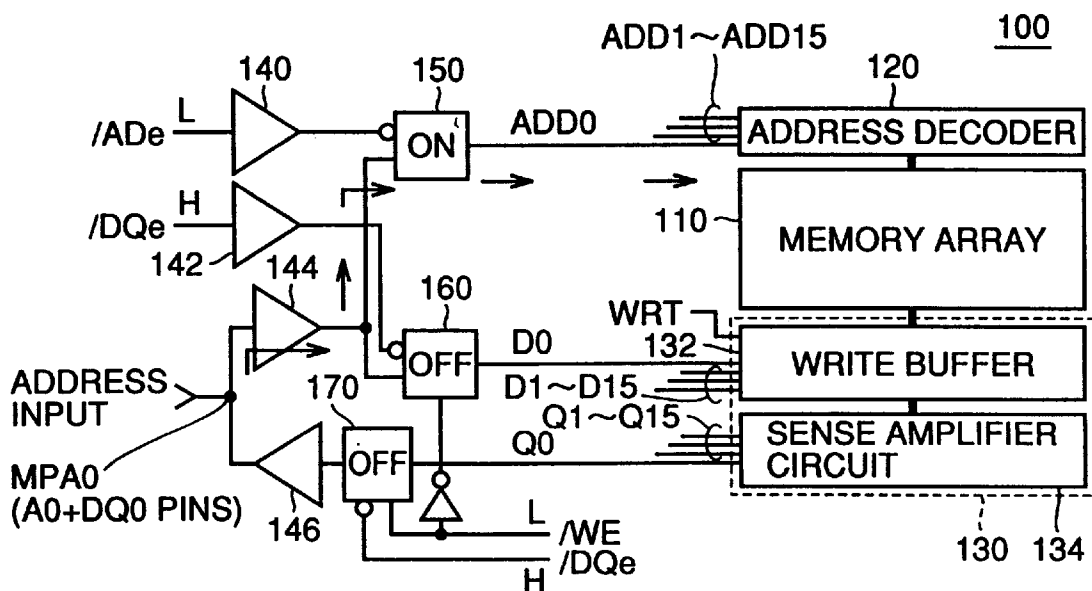 100
ADD1~ADD15
140
150
120
L
/ADe
ON
ADD0
ADDRESS DECODER
H
/DQe
110
MEMORY ARRAY
142
144
160
WRT
132
OFF
D0
WRITE BUFFER
ADDRESS
INPUT
170
D1~D15
Q1~Q15
OFF
Q0
SENSE AMPLIFIER
CIRCUIT
MPA0
(A0+DQ0 PINS)
146
L
/WE
H
/DQe
130
134